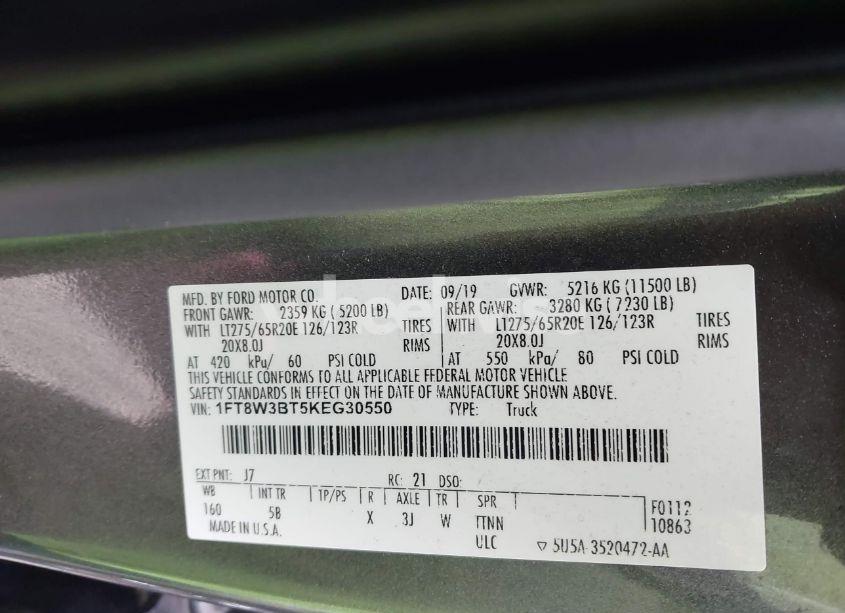 MFD. BY FORD MOTOR CO. DATE: 09/19 GVWR: 5216 KG (11500 LB)
FRONT GAWR: 2359 KG ( 5200 LB) REAR GAWR: 3280 KG ( 7230 LB)
WITH LT275/65R20E 126/123R TIRES WITH LT275/65R20E 126/123R TIRES
20X8.0J RIMS 20X8.0J RIMS
AT 420 kPa/ 60 PSI COLD AT 550 kPa/ 80 PSI COLD
THIS VEHICLE CONFORMS TO ALL APPLICABLE FEDERAL MOTOR VEHICLE
SAFETY STANDARDS IN EFFECT ON THE DATE OF MANUFACTURE SHOWN ABOVE.
VIN: 1FT8W3BT5KEG30550 TYPE: Truck
EXT PNT: J7 RC: 21 DSO:
WB INT TR TP/PS R AXLE TR SPR F0112
160 5B X 3J W TTNN 10863
MADE IN U.S.A. ULC ▽ 5U5A-3520472-AA